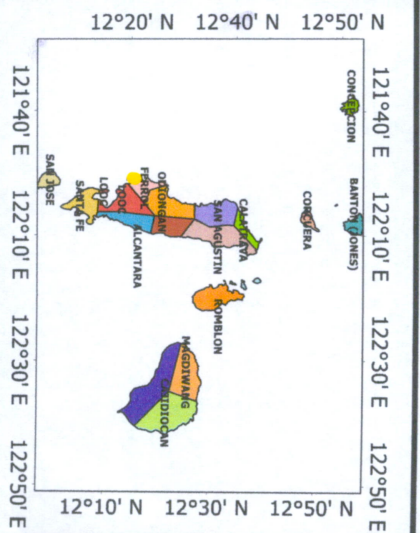 12°20' N
12°40' N
12°50' N
121°40' E
122°10' E
122°30' E
122°50' E
CONCEPCION
BANTON (JONES)
CORCUERA
CALATRAVA
SAN AGUSTIN
ODIONGAN
FERROL
LOOC
LOOC
SANTA FE
SAN JOSE
ALCANTARA
ROMBLON
MAGDIWANG
CAJIDIOCAN
121°40' E
122°10' E
122°30' E
122°50' E
12°10' N
12°30' N
12°50' N